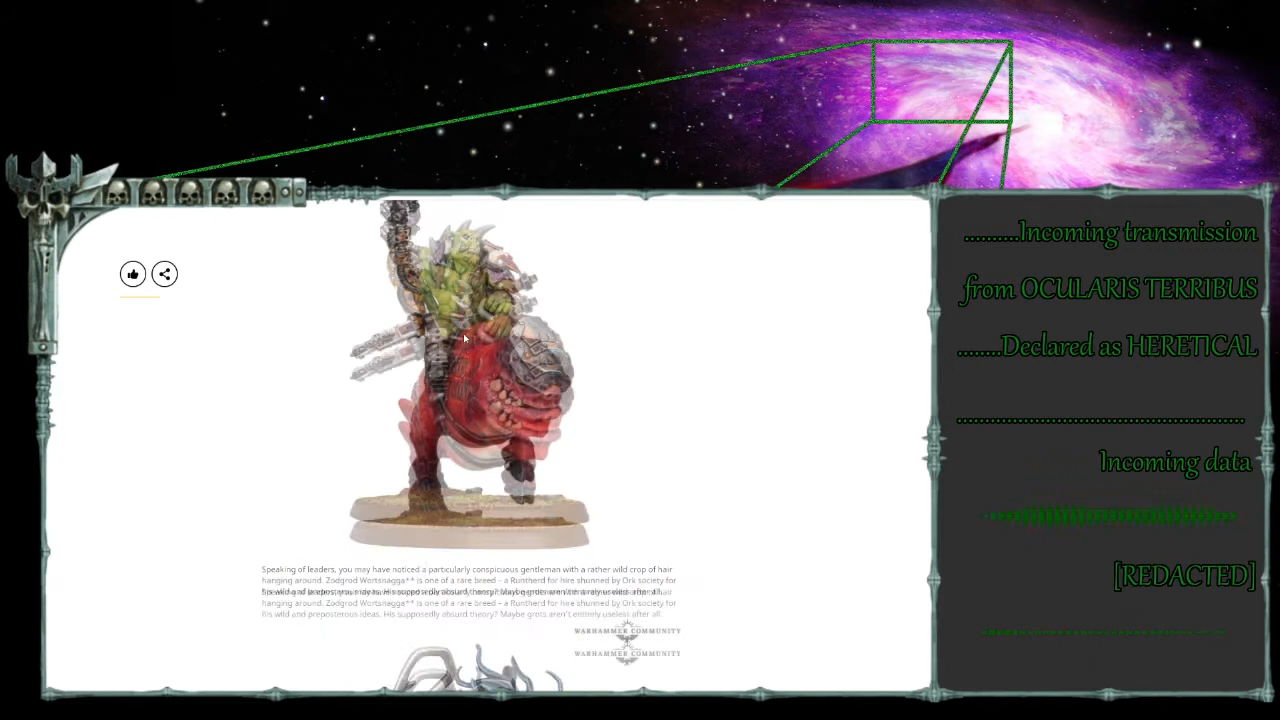 ..........Incoming transmission
from OCULARIS TERRIBUS
........Declared as HERETICAL
................................................
Incoming data
[REDACTED]
Speaking of leaders, you may have noticed a particularly conspicuous gentleman with a rather wild crop of hair
hanging around. Zodgrod Wortsnagga** is one of a rare breed – a Runtherd for hire shunned by Ork society for
hanging around. Zodgrod Wortsnagga** is one of a rare breed – a Runtherd for hire shunned by Ork society for
his wild and preposterous ideas. His supposedly absurd theory? Maybe grots aren't entirely useless after all.
WARHAMMER COMMUNITY
WARHAMMER COMMUNITY